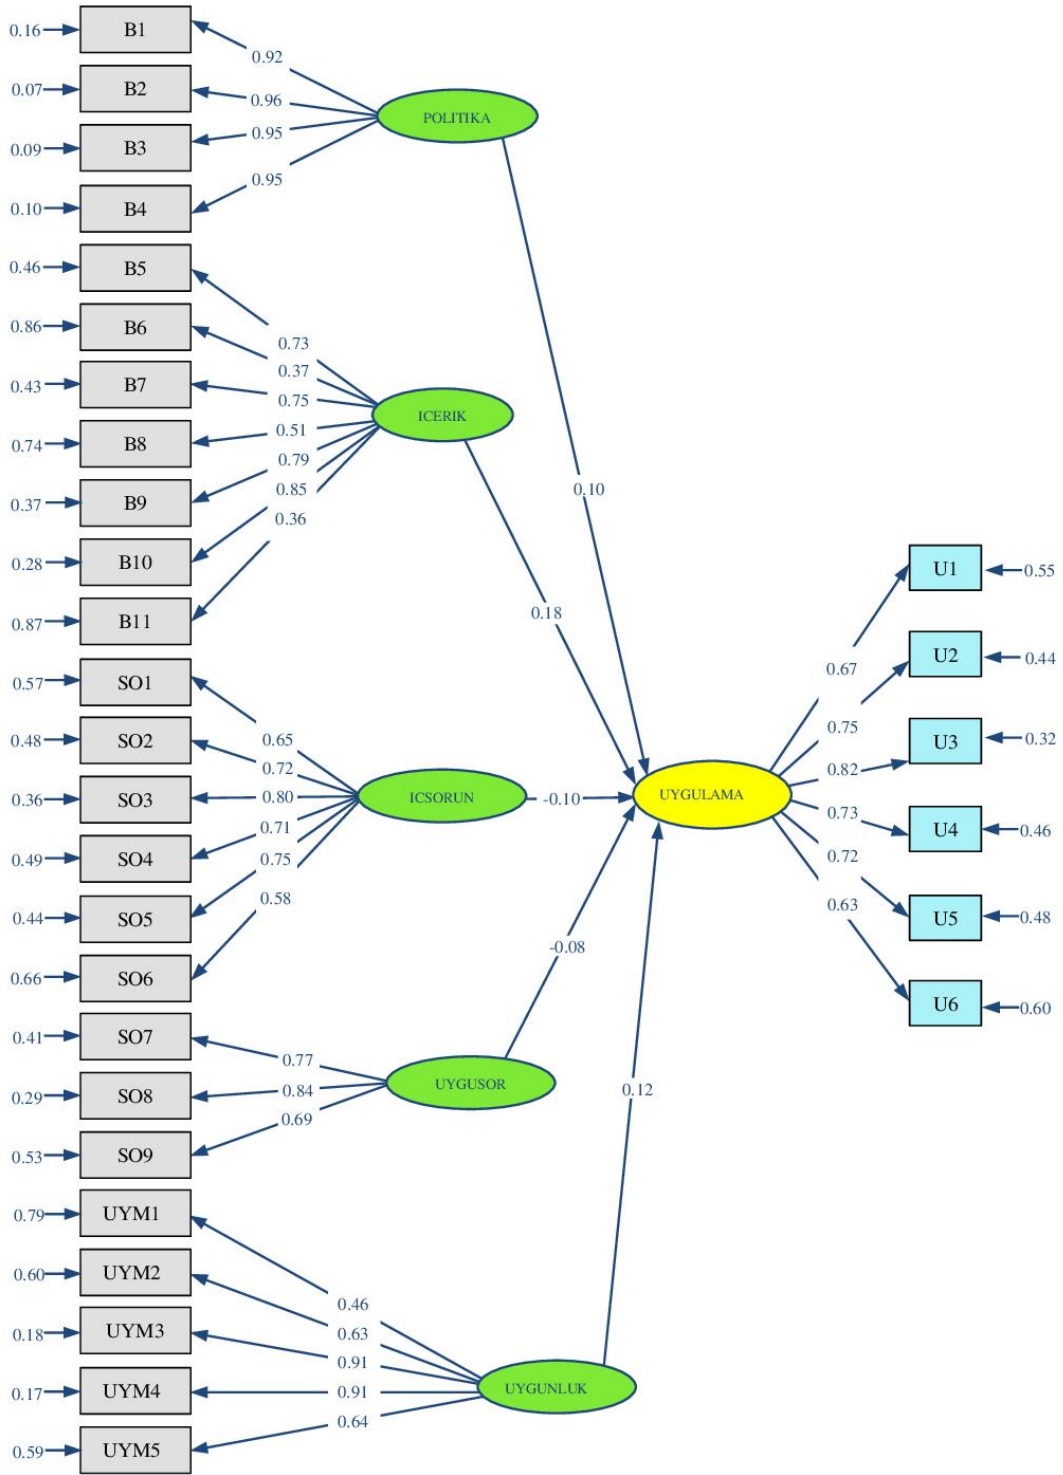 0.16 B1
0.92
0.07 B2
0.96
POLITIKA
0.09 B3
0.95
0.10 B4
0.95
0.46 B5
0.86 B6
0.73
0.37
0.43 B7
0.75
ICERIK
0.74 B8
0.51
0.79
0.37 B9
0.85
0.10
0.36
0.28 B10
U1 0.55
0.87 B11
0.18
0.57 SO1
0.67
U2 0.44
0.48 SO2
0.65
0.75
U3 0.32
0.72
0.82
0.36 SO3
0.80
ICSORUN
-0.10
UYGULAMA
0.73
U4 0.46
0.49 SO4
0.71
0.75
0.72
0.44 SO5
0.58
0.63
U5 0.48
0.66 SO6
-0.08
U6 0.60
0.41 SO7
0.77
UYGUSOR
0.29 SO8
0.84
0.12
0.69
0.53 SO9
0.79 UYM1
0.60 UYM2
0.46
0.18 UYM3
0.63
0.91
0.17 UYM4
0.91
UYGUNLUK
0.64
0.59 UYM5